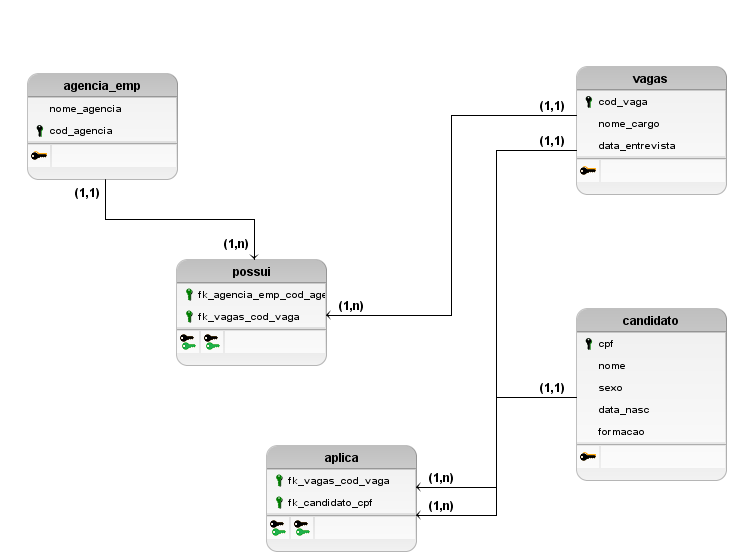 agencia_emp
nome_agencia
cod_agencia
(1,1)
(1,n)
possui
fk_agencia_emp_cod_age
fk_vagas_cod_vaga
(1,n)
vagas
cod_vaga
nome_cargo
data_entrevista
(1,1)
(1,1)
candidato
cpf
nome
sexo
data_nasc
formacao
(1,1)
aplica
fk_vagas_cod_vaga
fk_candidato_cpf
(1,n)
(1,n)